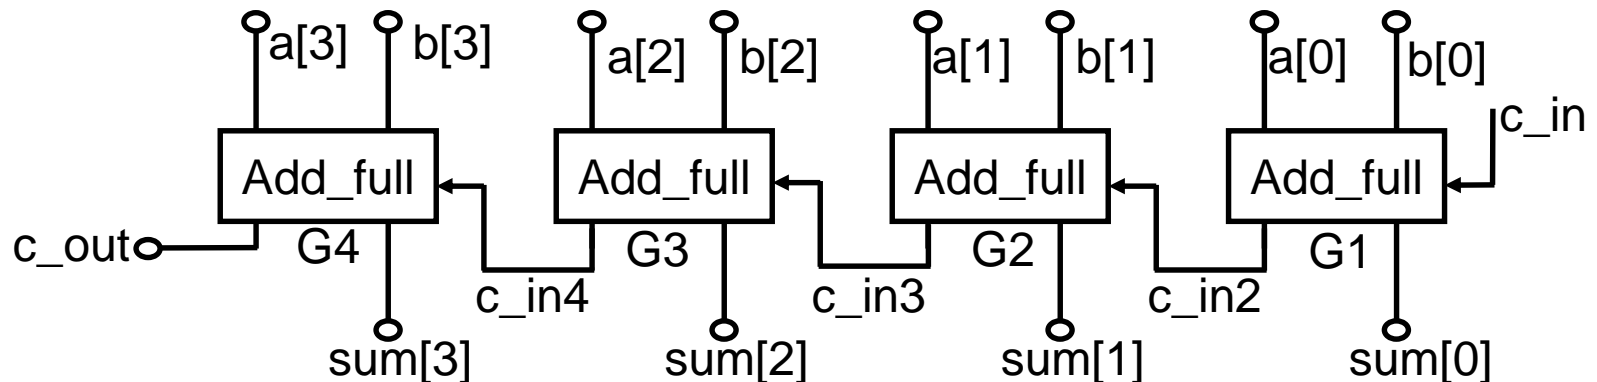 a[3] b[3] a[2] b[2] a[1] b[1] a[0] b[0]
c_in
Add_full Add_full Add_full Add_full
c_out G4 G3 G2 G1
c_in4 c_in3 c_in2
sum[3] sum[2] sum[1] sum[0]